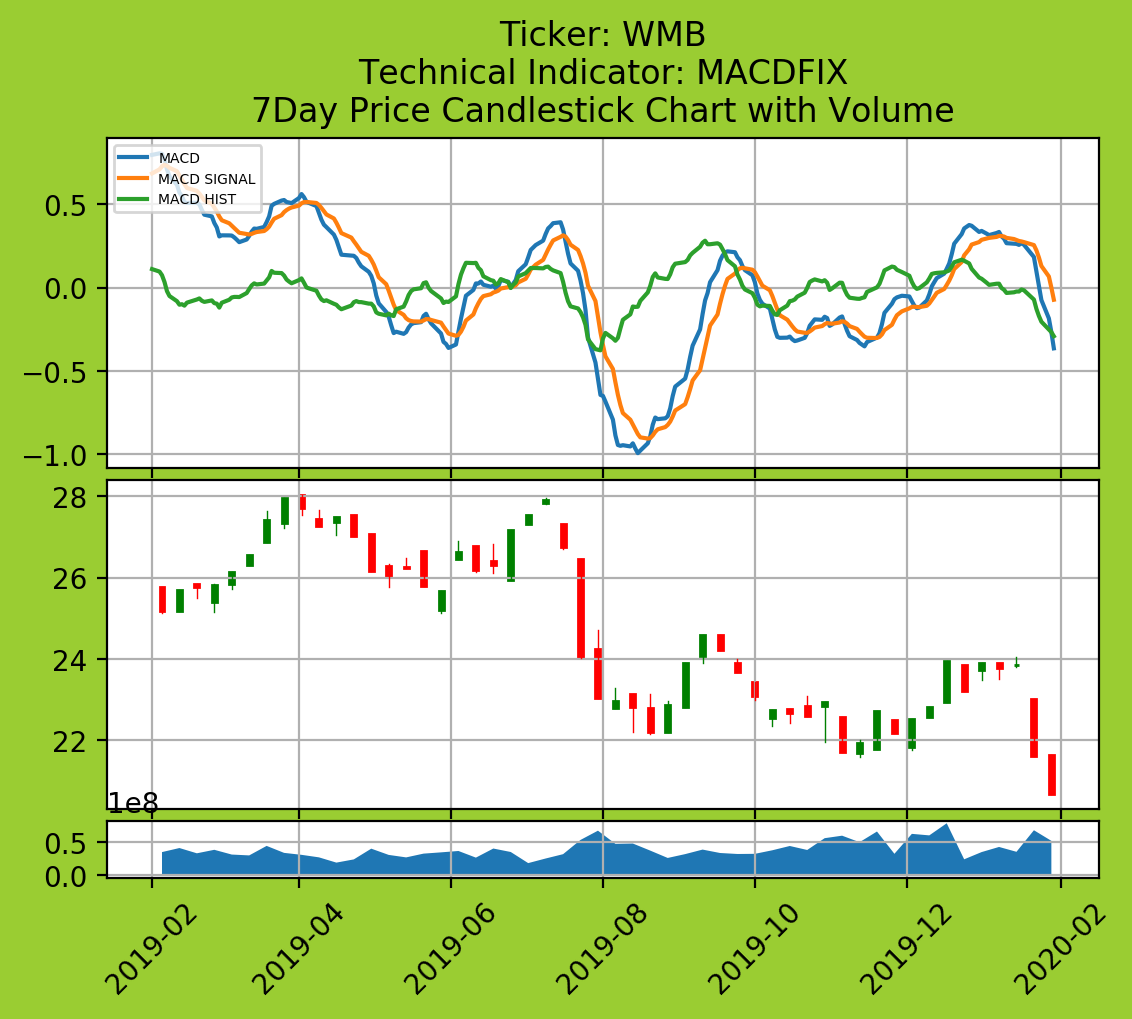 Ticker: WMB
Technical Indicator: MACDFIX
7Day Price Candlestick Chart with Volume
MACD
MACD SIGNAL
MACD HIST
0.5
0.0
−0.5
−1.0
28
26
24
22
1e8
0.5
0.0
2019-02
2019-04
2019-06
2019-08
2019-10
2019-12
2020-02